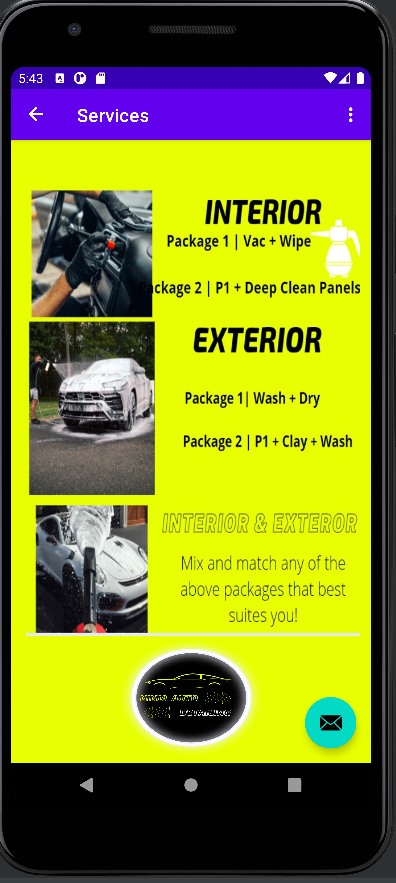 5:43
Services
INTERIOR
Package 1 | Vac + Wipe
ackage 2 | P1 + Deep Clean Panels
EXTERIOR
Package 1| Wash + Dry
Package 2 | P1 + Clay + Wash
INTERIOR & EXTEROR
Mix and match any of the
above packages that best
suites you!